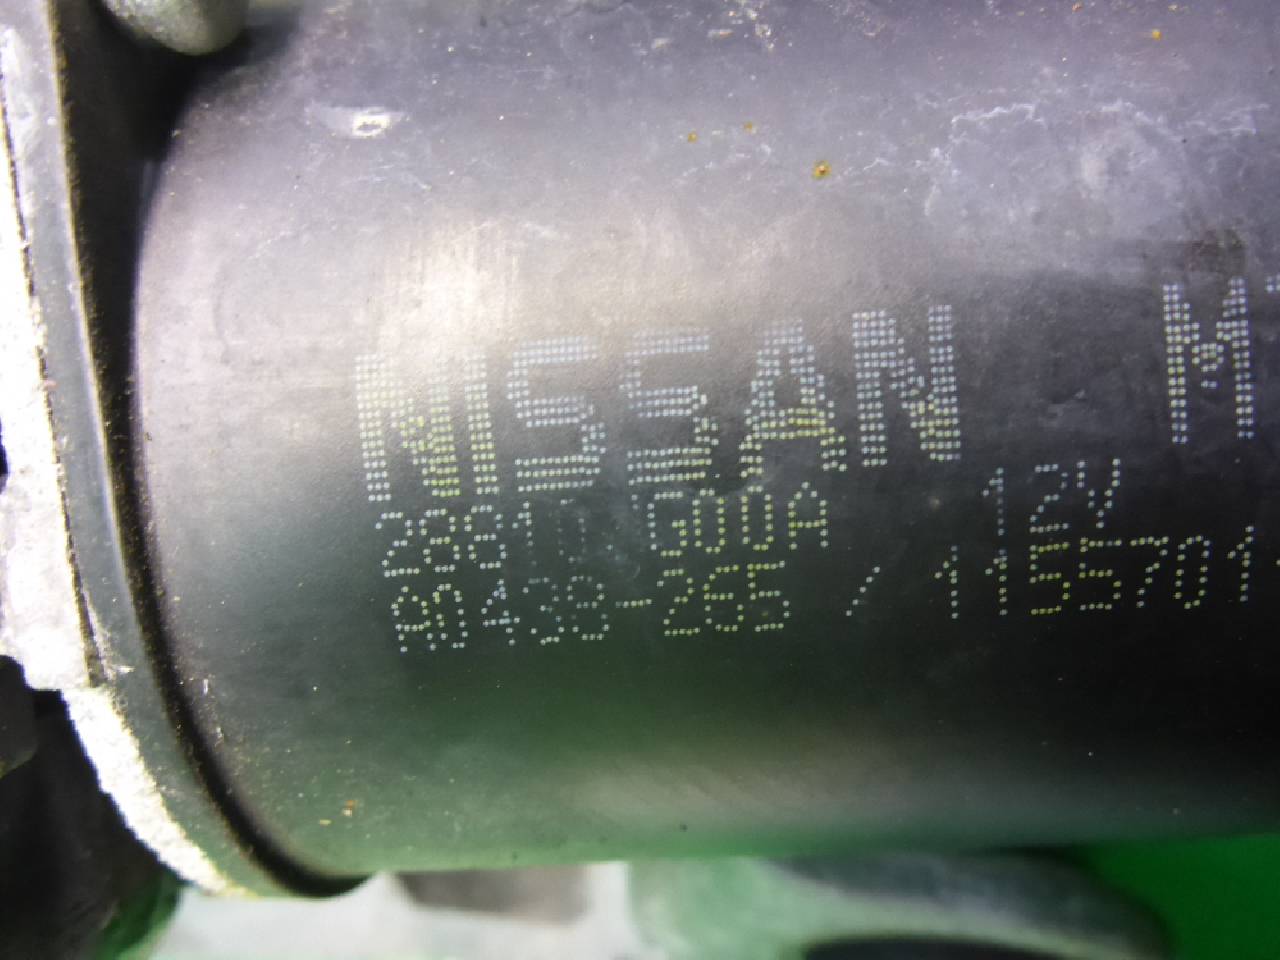 NISSAN M
28810 G00A 12V
A0438-265 / 1155701